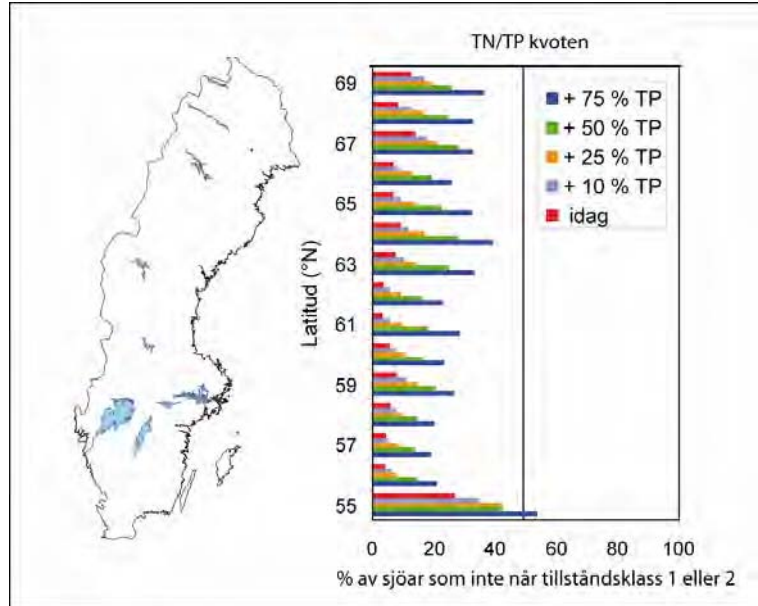 TN/TP kvoten
69
67
65
63
61
59
57
55
Latitud (°N)
+ 75 % TP
+ 50 % TP
+ 25 % TP
+ 10 % TP
idag
0 20 40 60 80 100
% av sjöar som inte når tillståndsklass 1 eller 2